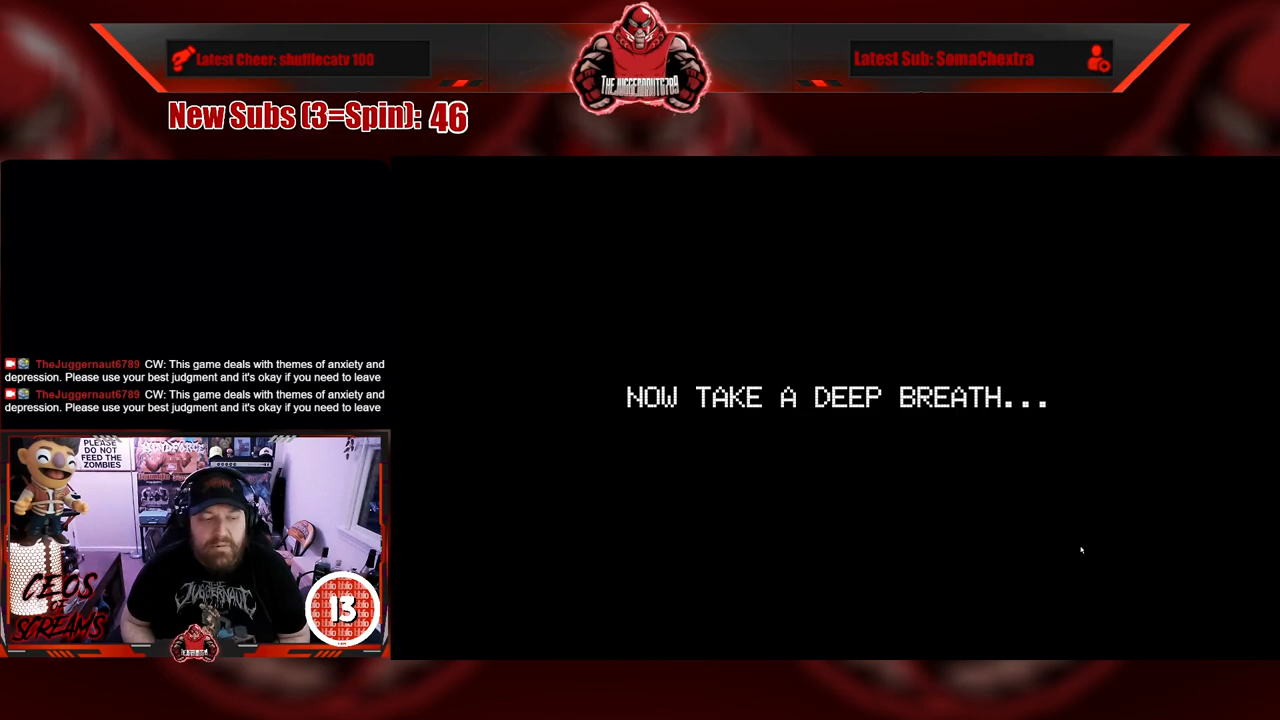 Latest Cheer: shufflecatv 100
THEJUGGERNAUT6789
Latest Sub: SomaChextra
New Subs (3=Spin): 46
TheJuggernaut6789 CW: This game deals with themes of anxiety and
depression. Please use your best judgment and it's okay if you need to leave
TheJuggernaut6789 CW: This game deals with themes of anxiety and
depression. Please use your best judgment and it's okay if you need to leave
NOW TAKE A DEEP BREATH...
PLEASE
DO NOT
FEED THE
ZOMBIES
CEOS
OF
SCREAMS
JUGGERNAUT
13